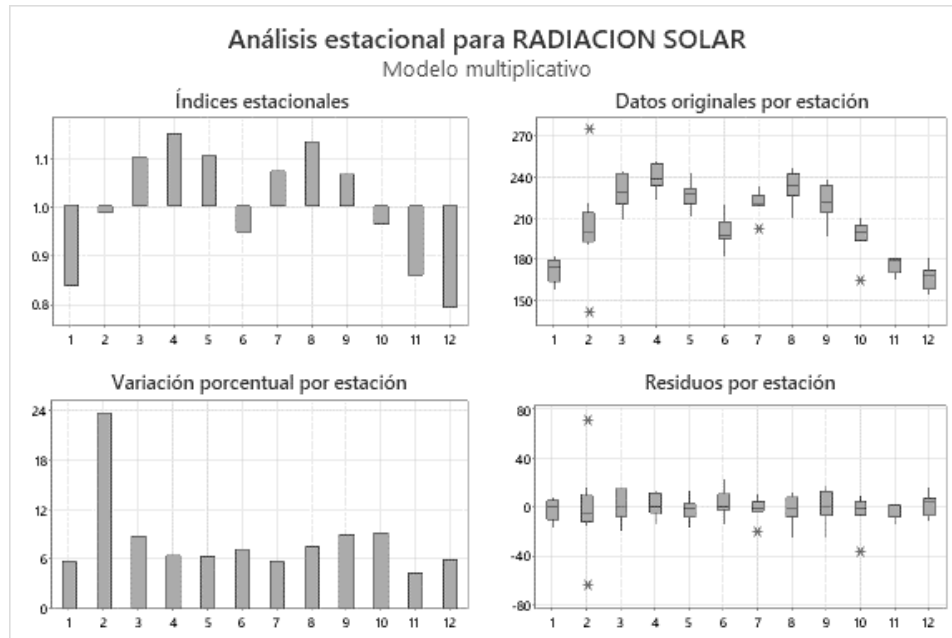 Análisis estacional para RADIACION SOLAR
Modelo multiplicativo
Índices estacionales
1.1
1.0
0.9
0.8
1 2 3 4 5 6 7 8 9 10 11 12
Datos originales por estación
270
240
210
180
150
1 2 3 4 5 6 7 8 9 10 11 12
Variación porcentual por estación
24
18
12
6
0
1 2 3 4 5 6 7 8 9 10 11 12
Residuos por estación
80
40
0
-40
-80
1 2 3 4 5 6 7 8 9 10 11 12